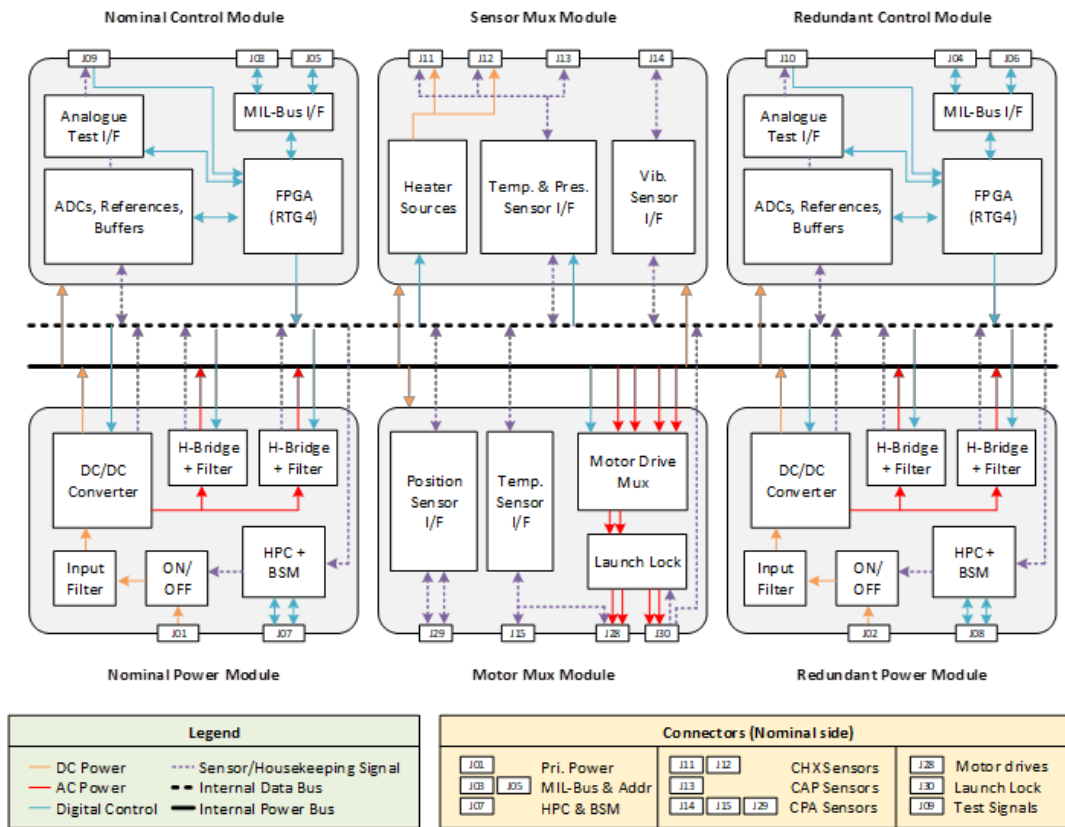 Nominal Control Module
Sensor Mux Module
Redundant Control Module
J09
J03
J05
J11
J12
J13
J14
J10
J04
J06
Analogue
Test I/F
MIL-Bus I/F
ADCs, References,
Buffers
FPGA
(RTG4)
Heater
Sources
Temp. & Pres.
Sensor I/F
Vib.
Sensor
I/F
Analogue
Test I/F
MIL-Bus I/F
ADCs, References,
Buffers
FPGA
(RTG4)
DC/DC
Converter
H-Bridge
+ Filter
H-Bridge
+ Filter
Input
Filter
ON/
OFF
HPC +
BSM
J01
J07
Position
Sensor
I/F
Temp.
Sensor
I/F
Motor Drive
Mux
Launch Lock
J29
J15
J28
J30
DC/DC
Converter
H-Bridge
+ Filter
H-Bridge
+ Filter
Input
Filter
ON/
OFF
HPC +
BSM
J02
J08
Nominal Power Module
Motor Mux Module
Redundant Power Module
Legend
DC Power
AC Power
Digital Control
Sensor/Housekeeping Signal
Internal Data Bus
Internal Power Bus
Connectors (Nominal side)
J01 Pri. Power
J03 J05 MIL-Bus & Addr
J07 HPC & BSM
J11 J12 CHX Sensors
J13 CAP Sensors
J14 J15 J29 CPA Sensors
J28 Motor drives
J30 Launch Lock
J09 Test Signals